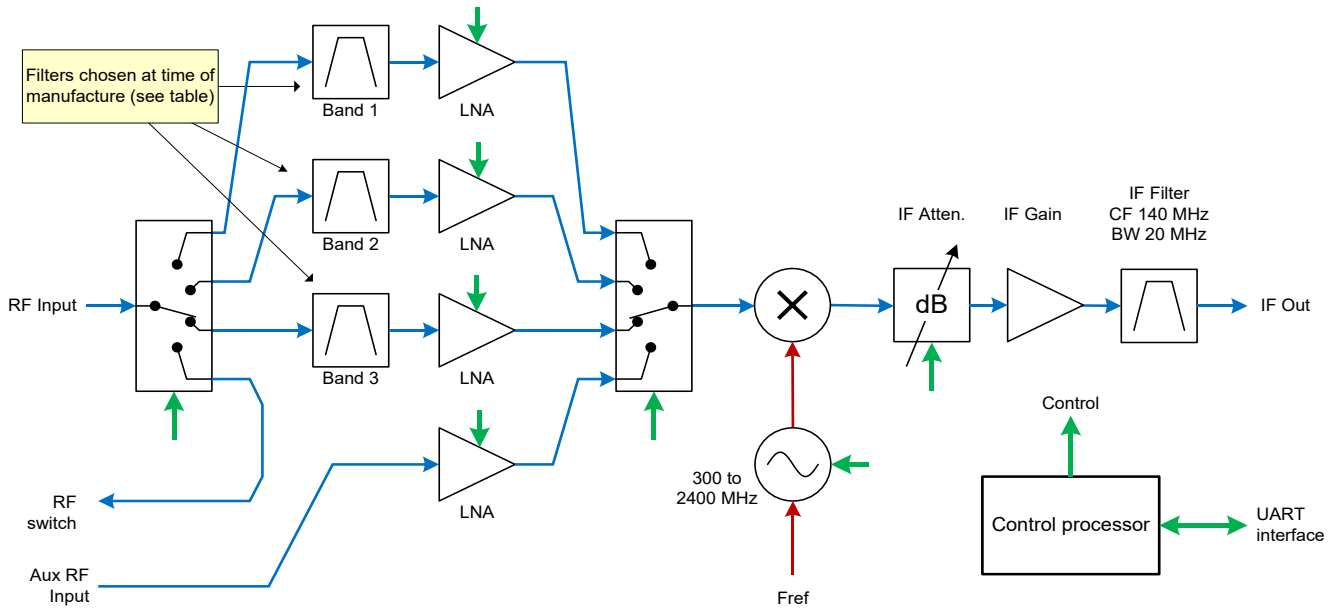 Filters chosen at time of
manufacture (see table)
Band 1
LNA
Band 2
LNA
Band 3
LNA
LNA
RF Input
RF
switch
Aux RF
Input
300 to
2400 MHz
Fref
IF Atten.
dB
IF Gain
IF Filter
CF 140 MHz
BW 20 MHz
IF Out
Control
Control processor
UART
interface